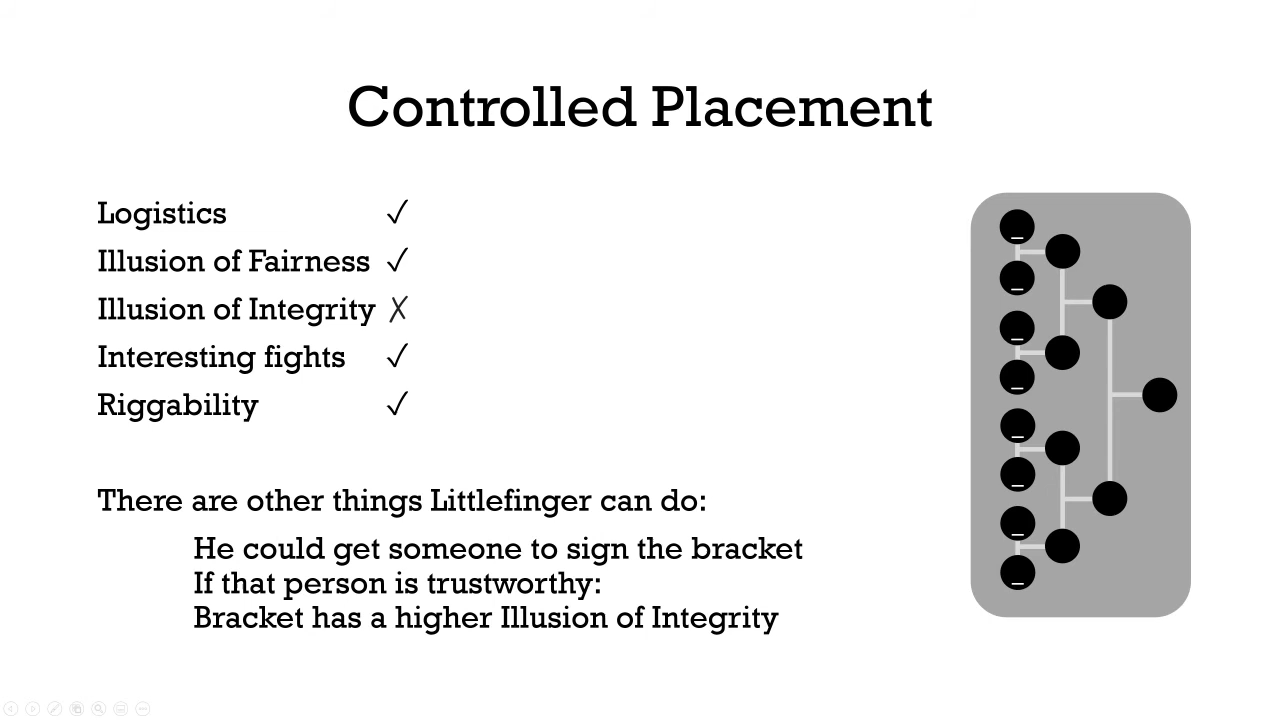 Controlled Placement
Logistics ✓
Illusion of Fairness ✓
Illusion of Integrity X
Interesting fights ✓
Riggability ✓
There are other things Littlefinger can do:
He could get someone to sign the bracket
If that person is trustworthy:
Bracket has a higher Illusion of Integrity
_
_
_
_
_
_
_
_